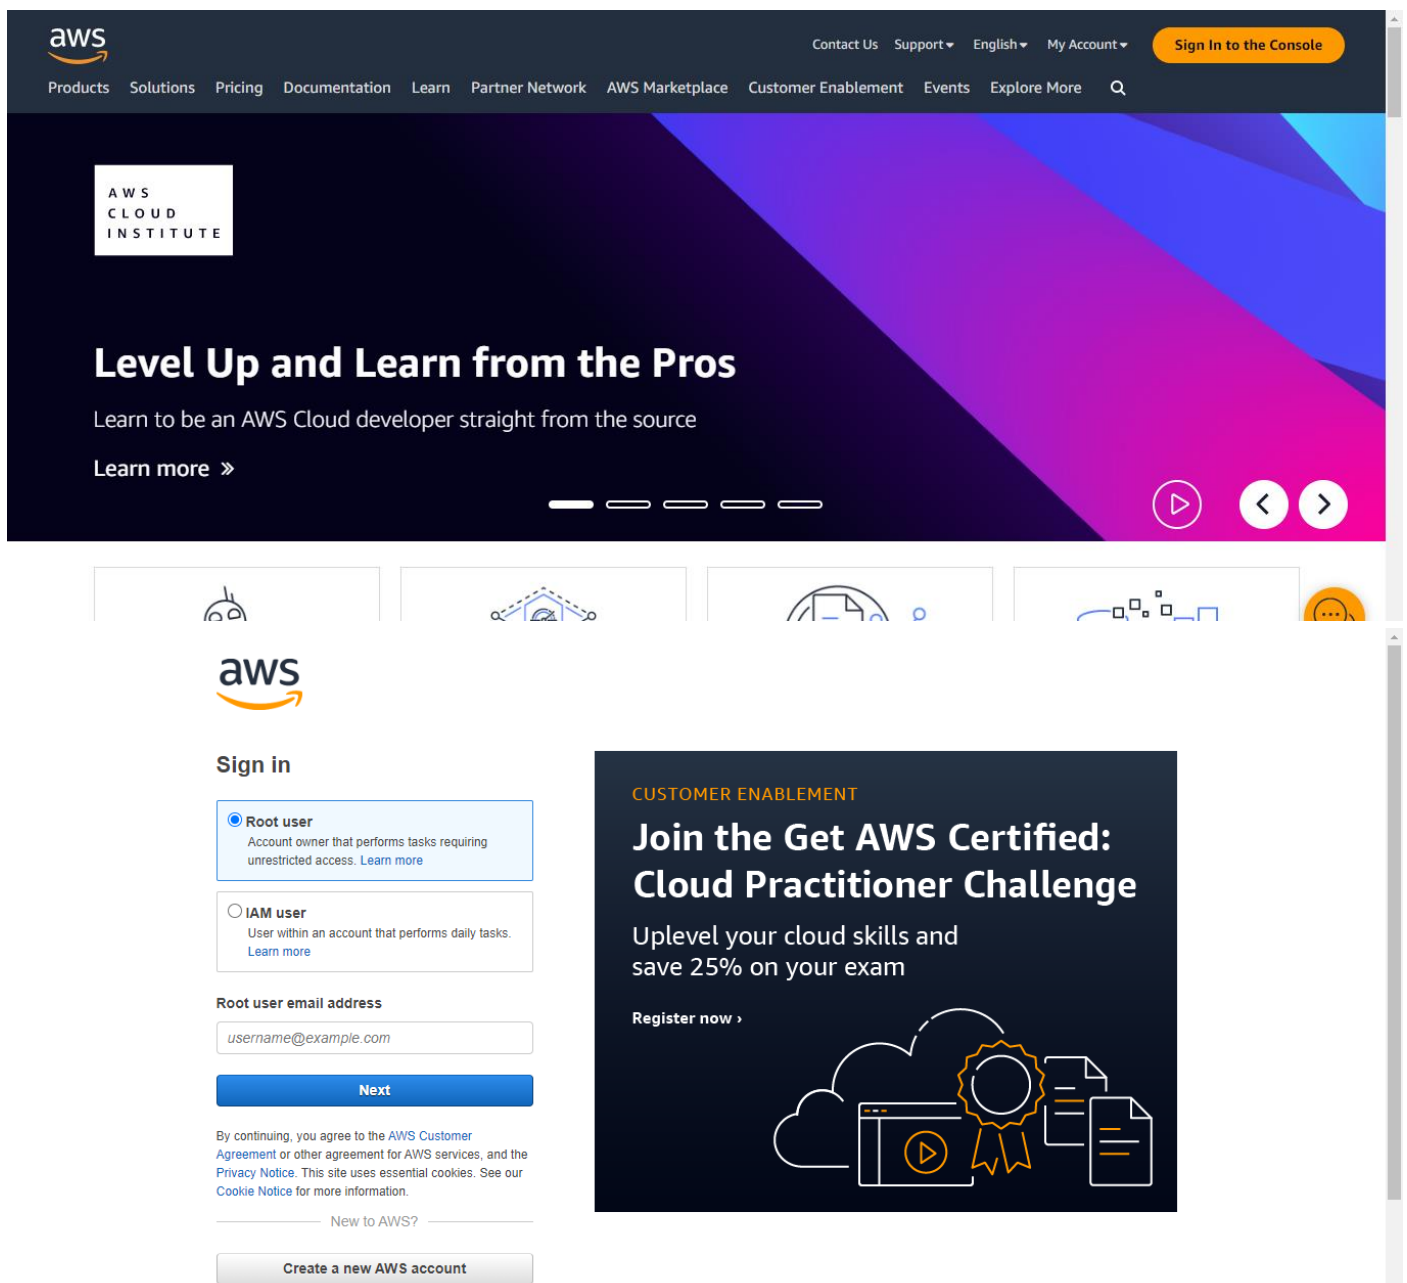 aws
Contact Us Support English My Account Sign In to the Console
Products Solutions Pricing Documentation Learn Partner Network AWS Marketplace Customer Enablement Events Explore More
AWS
CLOUD
INSTITUTE
Level Up and Learn from the Pros
Learn to be an AWS Cloud developer straight from the source
Learn more »
aws
Sign in
Root user
Account owner that performs tasks requiring
unrestricted access. Learn more
IAM user
User within an account that performs daily tasks.
Learn more
Root user email address
username@example.com
Next
By continuing, you agree to the AWS Customer
Agreement or other agreement for AWS services, and the
Privacy Notice. This site uses essential cookies. See our
Cookie Notice for more information.
New to AWS?
Create a new AWS account
CUSTOMER ENABLEMENT
Join the Get AWS Certified:
Cloud Practitioner Challenge
Uplevel your cloud skills and
save 25% on your exam
Register now ›